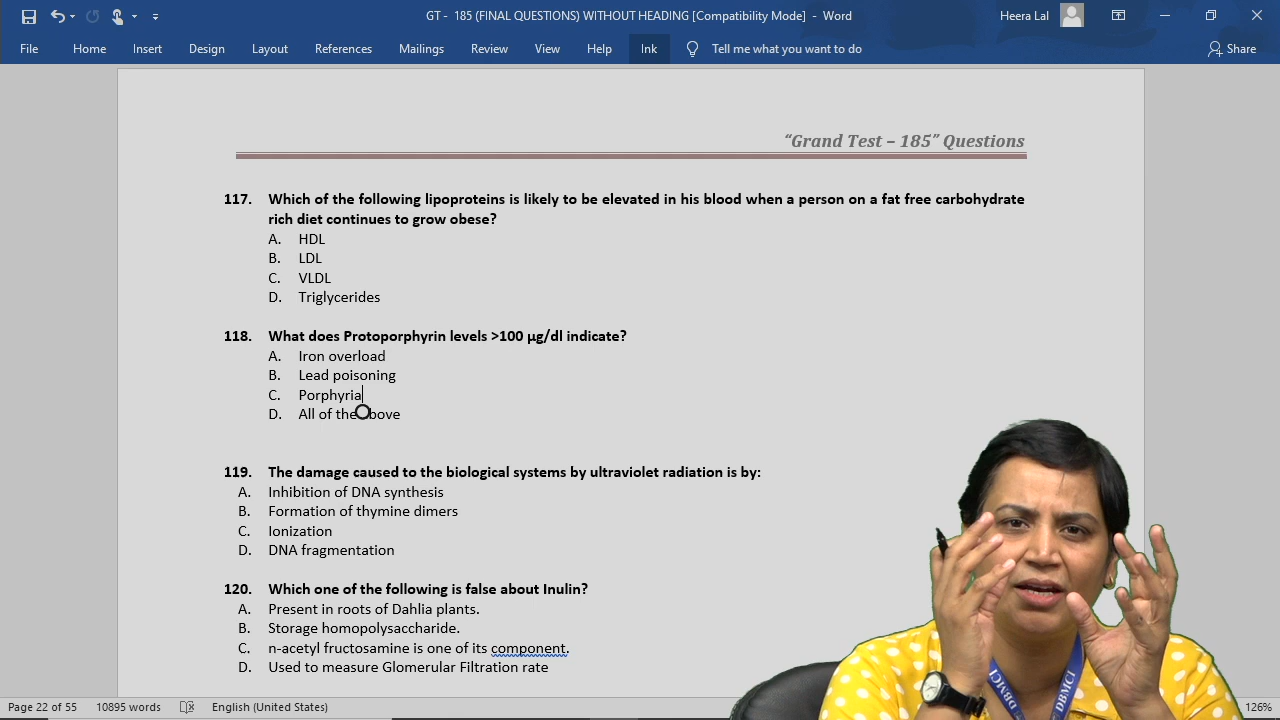 GT - 185 (FINAL QUESTIONS) WITHOUT HEADING [Compatibility Mode] - Word
Heera Lal
File Home Insert Design Layout References Mailings Review View Help Ink Tell me what you want to do Share
“Grand Test – 185” Questions
117. Which of the following lipoproteins is likely to be elevated in his blood when a person on a fat free carbohydrate
rich diet continues to grow obese?
A. HDL
B. LDL
C. VLDL
D. Triglycerides
118. What does Protoporphyrin levels >100 µg/dl indicate?
A. Iron overload
B. Lead poisoning
C. Porphyria
D. All of the above
119. The damage caused to the biological systems by ultraviolet radiation is by:
A. Inhibition of DNA synthesis
B. Formation of thymine dimers
C. Ionization
D. DNA fragmentation
120. Which one of the following is false about Inulin?
A. Present in roots of Dahlia plants.
B. Storage homopolysaccharide.
C. n-acetyl fructosamine is one of its component.
D. Used to measure Glomerular Filtration rate
DBMCI DBMCI
Page 22 of 55 10895 words English (United States) 126%